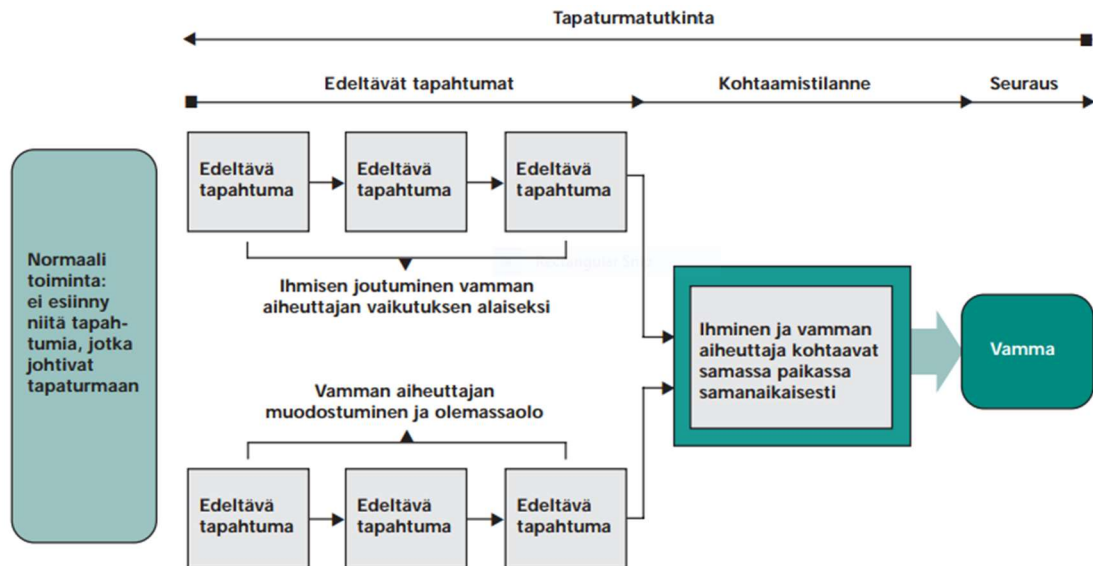 Tapaturmatutkinta
Edeltävät tapahtumat
Kohtaamistilanne
Seuraus
Normaali
toiminta:
ei esiinny
niitä tapah-
tumia, jotka
johtivat
tapaturmaan
Edeltävä
tapahtuma
Edeltävä
tapahtuma
Edeltävä
tapahtuma
Ihmisen joutuminen vamman
aiheuttajan vaikutuksen alaiseksi
Vamman aiheuttajan
muodostuminen ja olemassaolo
Edeltävä
tapahtuma
Edeltävä
tapahtuma
Edeltävä
tapahtuma
Ihminen ja vamman
aiheuttaja kohtaavat
samassa paikassa
samanaikaisesti
Vamma